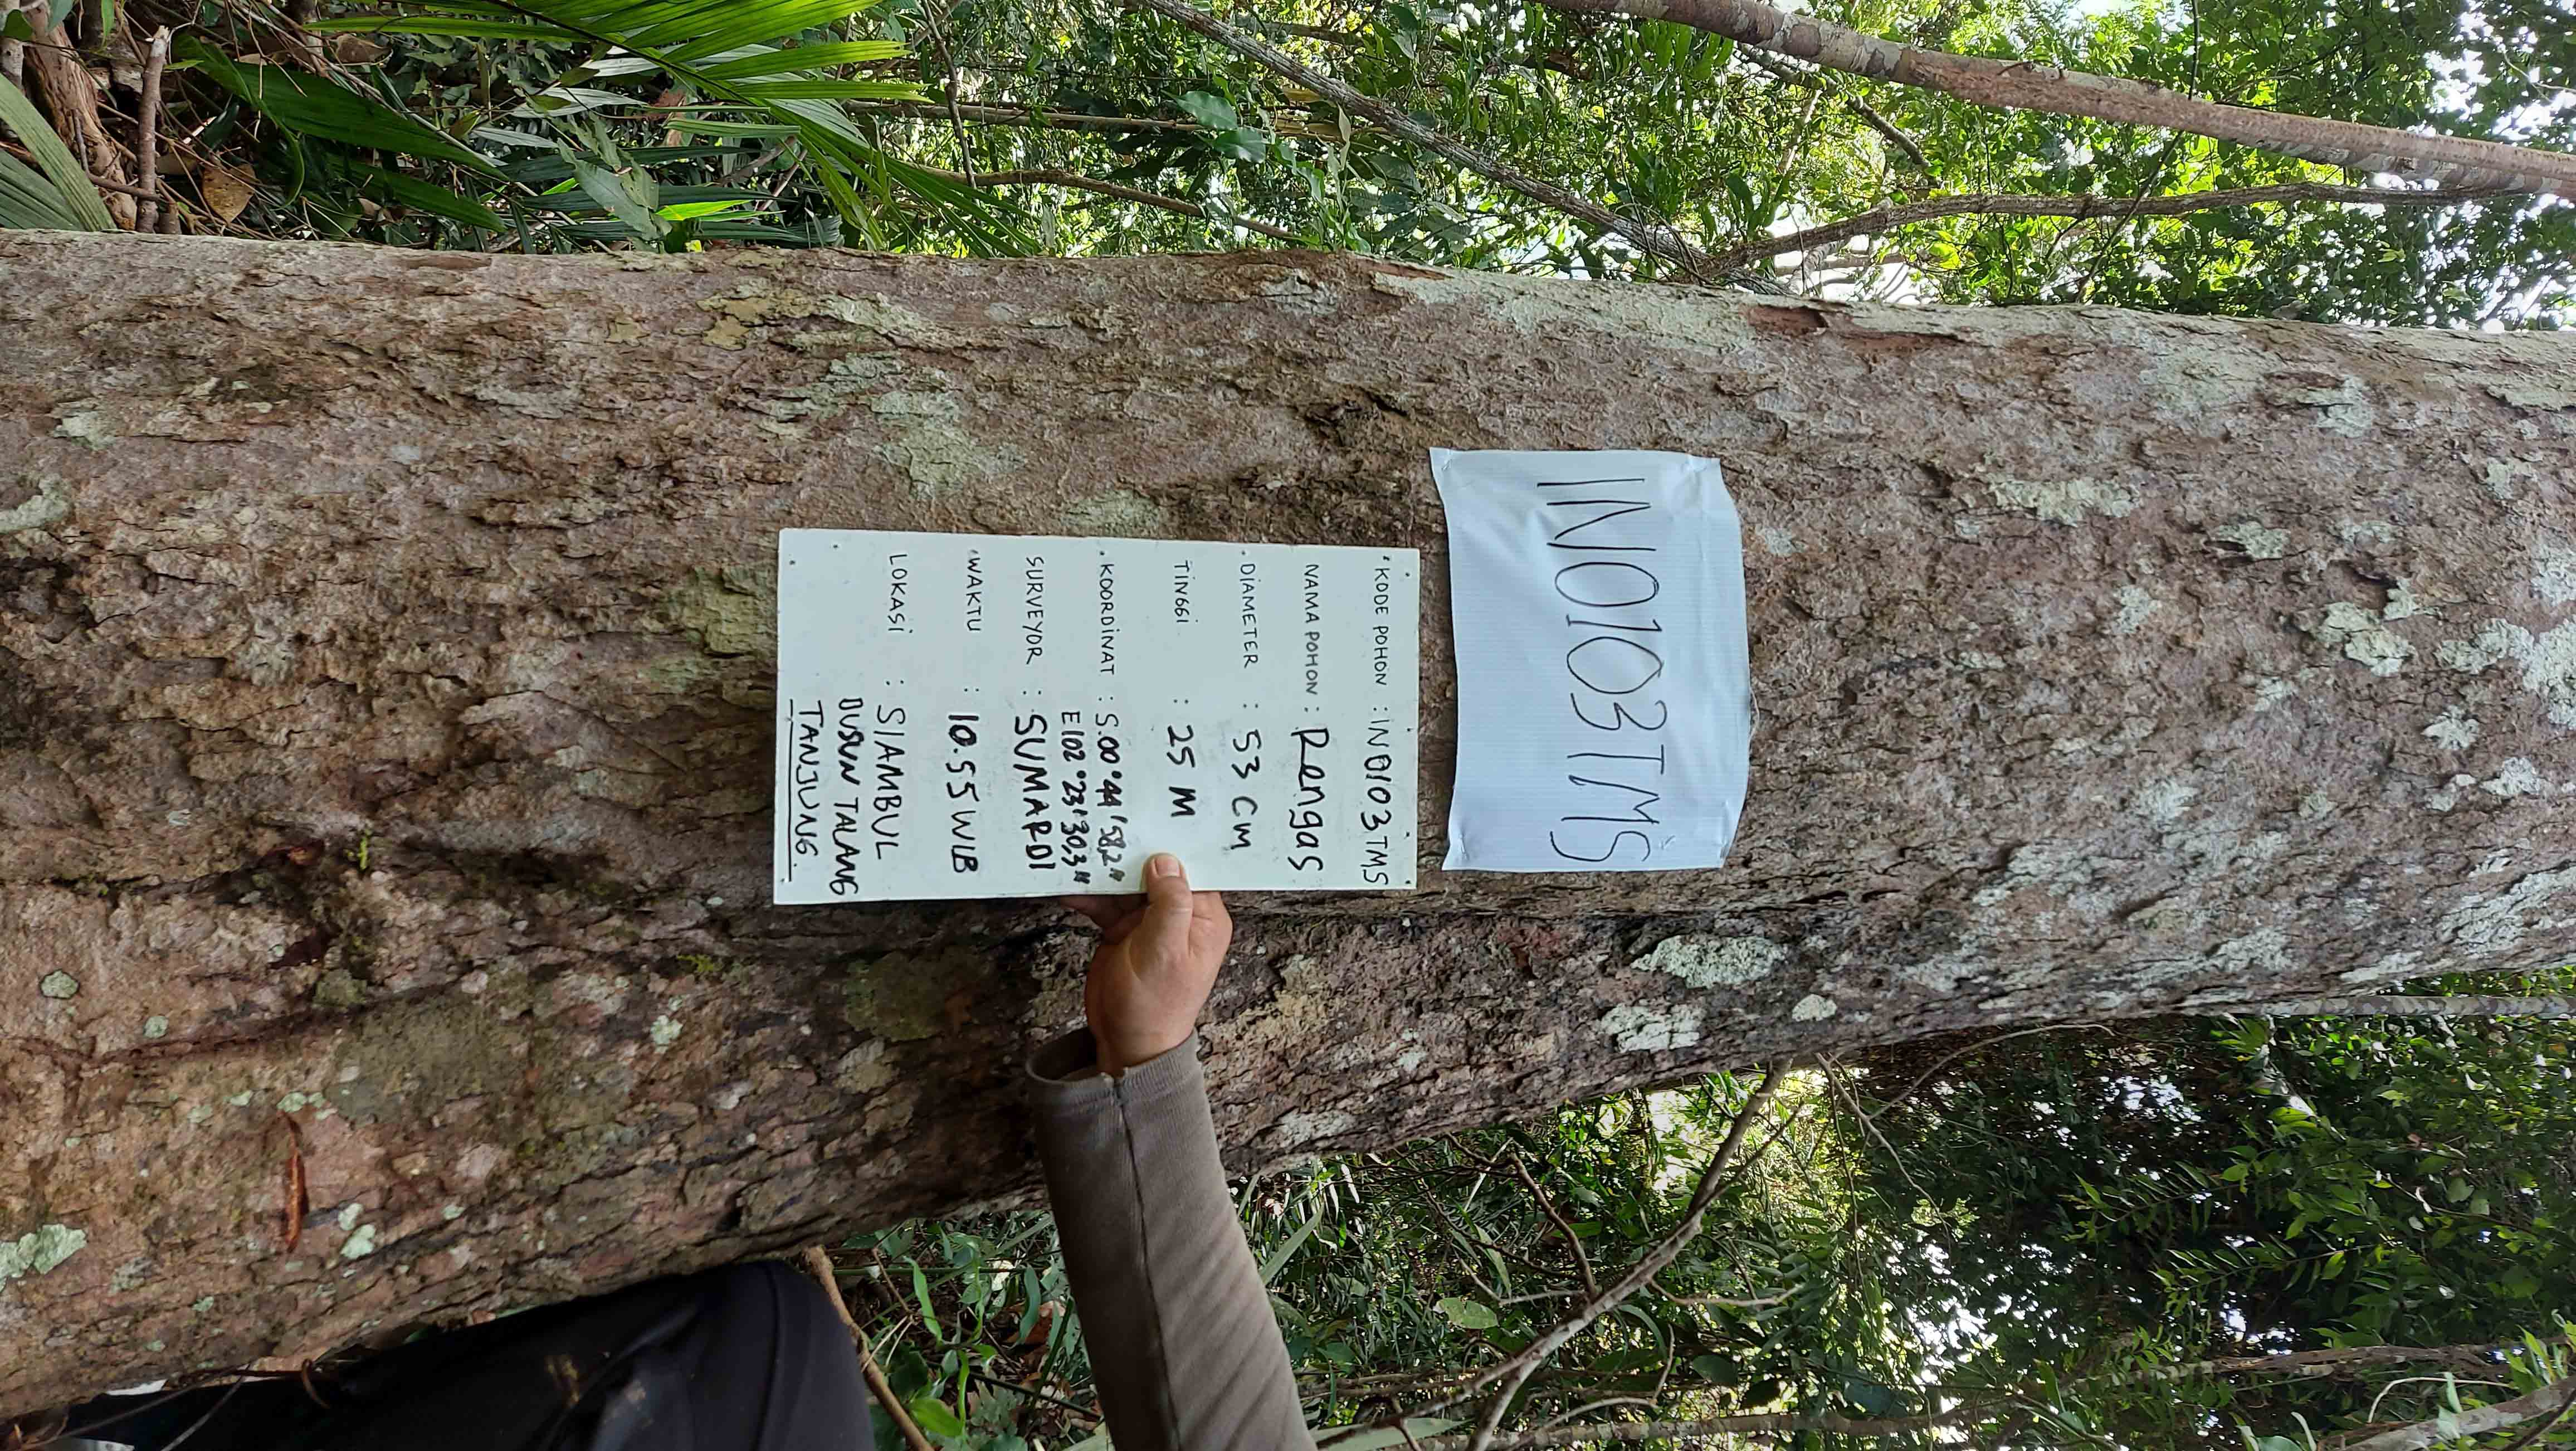 IN0103TMS
KODE POHON : IN0103TMS
NAMA POHON : Rengas
DIAMETER : 53 CM
TINGGI : 25 M
KOORDINAT : S.00°44'58,2"
E102°23'30,3"
SURVEYOR : SUMARDI
WAKTU : 10.55 WIB
LOKASI : SIAMBUL
DUSUN TALANG
TANJUNG.